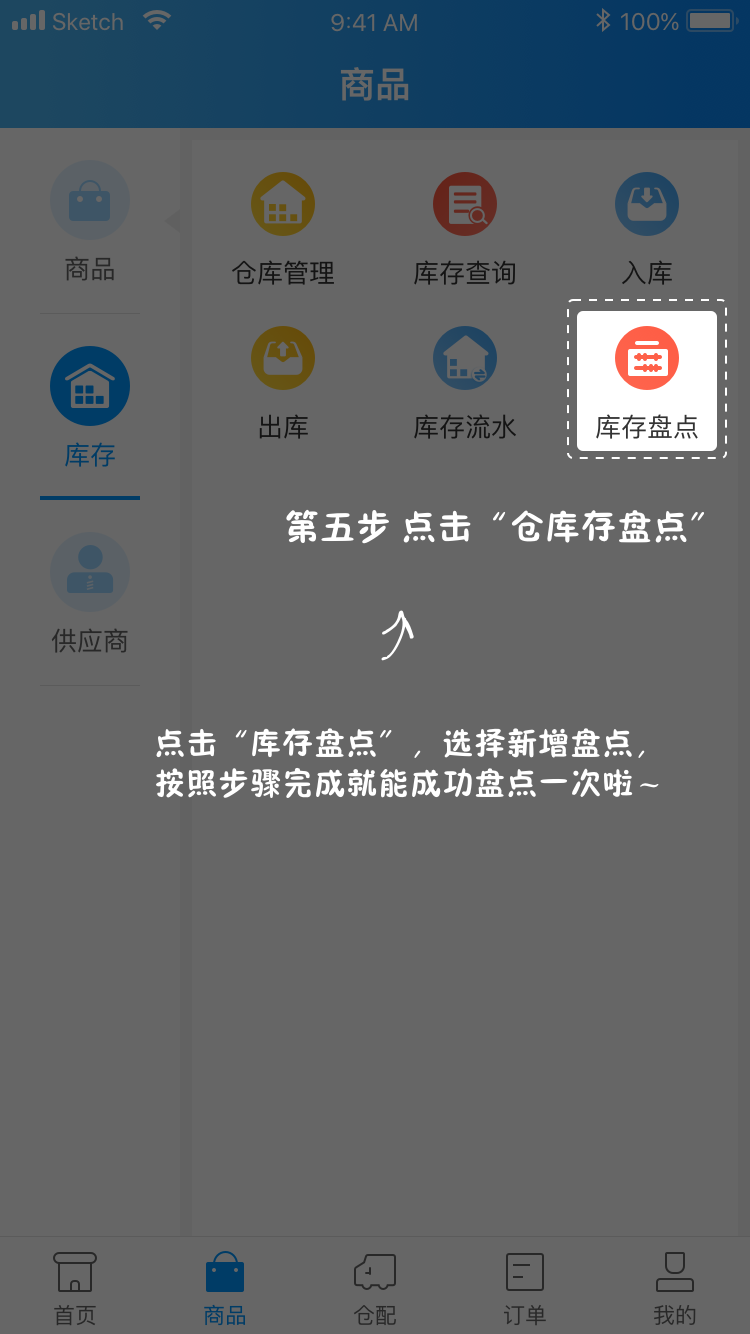 Sketch 9:41 AM 100%
商品
商品
仓库管理 库存查询 入库
库存
出库 库存流水 库存盘点
供应商
第五步 点击“仓库存盘点”
点击“库存盘点”，选择新增盘点，
按照步骤完成就能成功盘点一次啦~
首页 商品 仓配 订单 我的